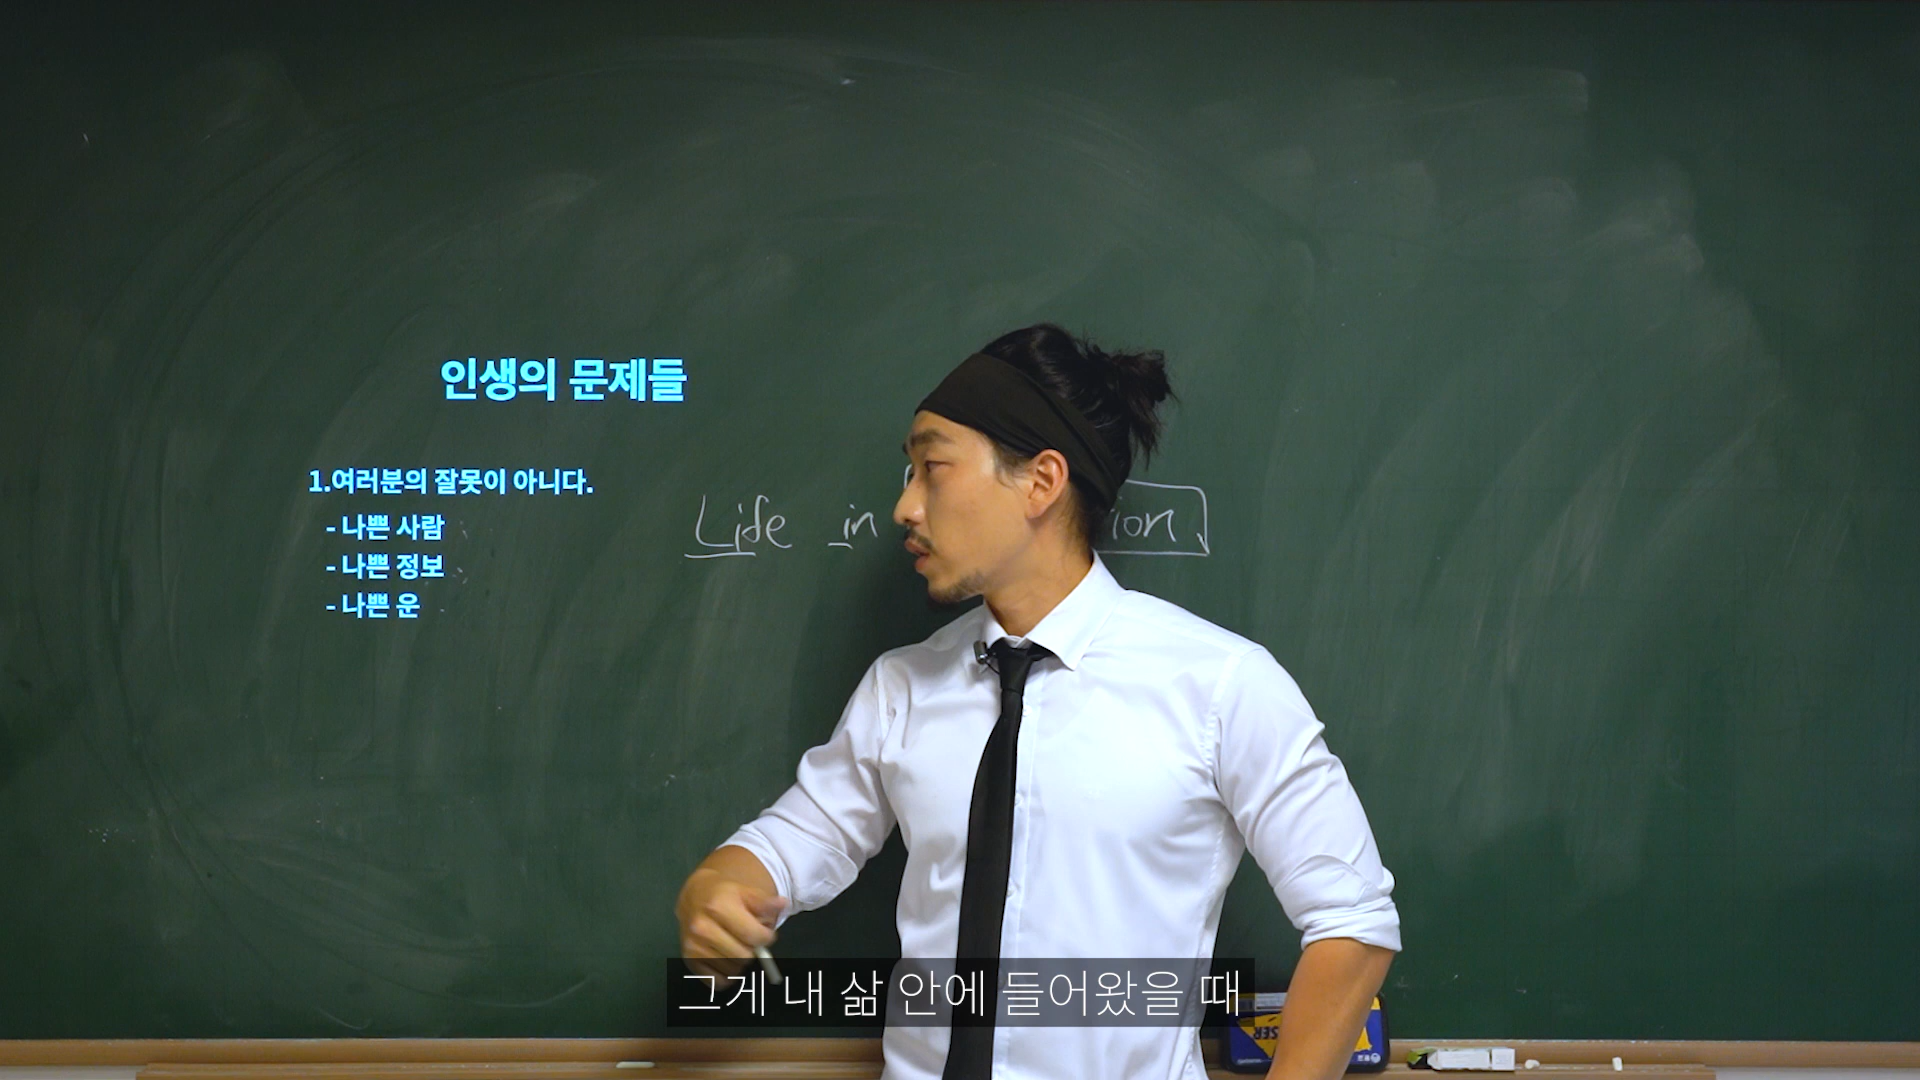 인생의 문제들
1.여러분의 잘못이 아니다.
- 나쁜 사람
- 나쁜 정보
- 나쁜 운
Life in
그게 내 삶 안에 들어왔을 때